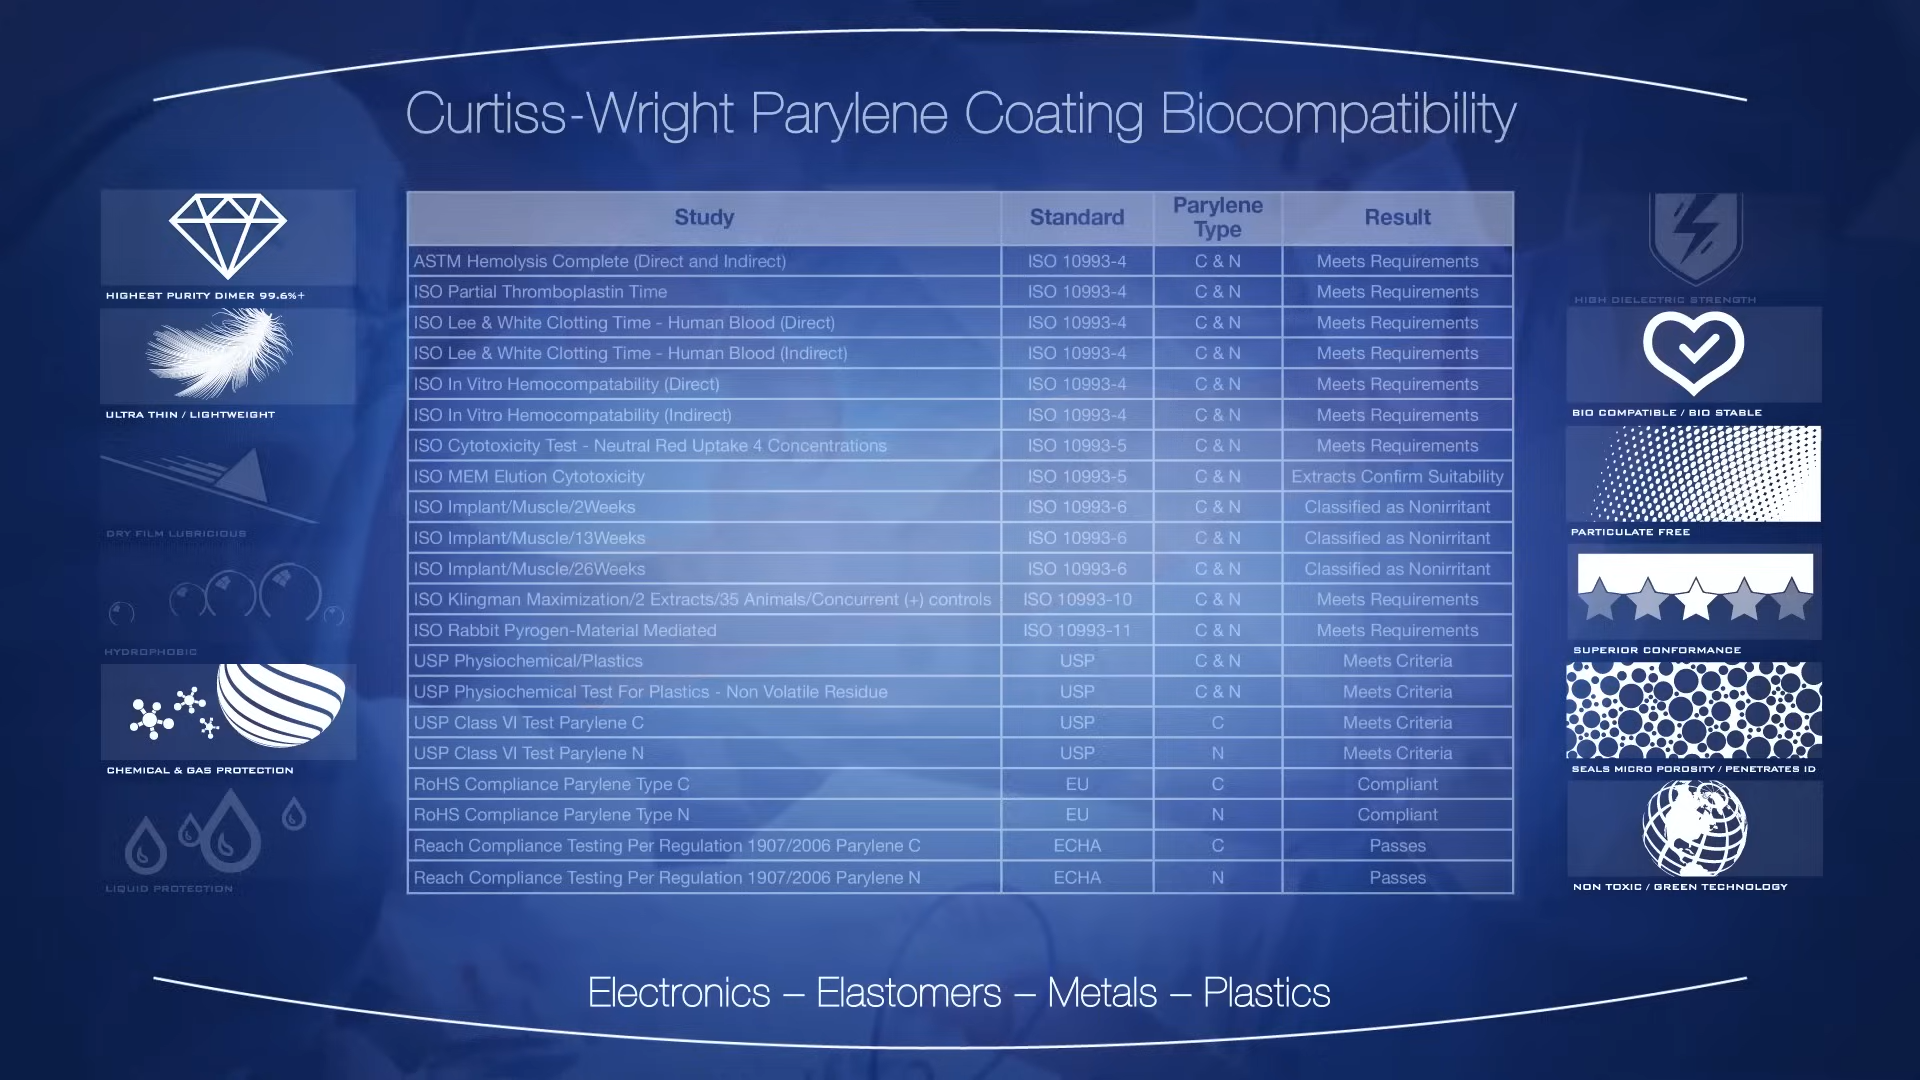 Curtiss-Wright Parylene Coating Biocompatibility
HIGHEST PURITY DIMER 99.6%+
ULTRA THIN / LIGHTWEIGHT
DRY FILM LUBRICIOUS
HYDROPHOBIC
CHEMICAL & GAS PROTECTION
LIQUID PROTECTION
Study Standard Parylene Type Result
ASTM Hemolysis Complete (Direct and Indirect) ISO 10993-4 C & N Meets Requirements
ISO Partial Thromboplastin Time ISO 10993-4 C & N Meets Requirements
ISO Lee & White Clotting Time - Human Blood (Direct) ISO 10993-4 C & N Meets Requirements
ISO Lee & White Clotting Time - Human Blood (Indirect) ISO 10993-4 C & N Meets Requirements
ISO In Vitro Hemocompatability (Direct) ISO 10993-4 C & N Meets Requirements
ISO In Vitro Hemocompatability (Indirect) ISO 10993-4 C & N Meets Requirements
ISO Cytotoxicity Test - Neutral Red Uptake 4 Concentrations ISO 10993-5 C & N Meets Requirements
ISO MEM Elution Cytotoxicity ISO 10993-5 C & N Extracts Confirm Suitability
ISO Implant/Muscle/2Weeks ISO 10993-6 C & N Classified as Nonirritant
ISO Implant/Muscle/13Weeks ISO 10993-6 C & N Classified as Nonirritant
ISO Implant/Muscle/26Weeks ISO 10993-6 C & N Classified as Nonirritant
ISO Klingman Maximization/2 Extracts/35 Animals/Concurrent (+) controls ISO 10993-10 C & N Meets Requirements
ISO Rabbit Pyrogen-Material Mediated ISO 10993-11 C & N Meets Requirements
USP Physiochemical/Plastics USP C & N Meets Criteria
USP Physiochemical Test For Plastics - Non Volatile Residue USP C & N Meets Criteria
USP Class VI Test Parylene C USP C Meets Criteria
USP Class VI Test Parylene N USP N Meets Criteria
RoHS Compliance Parylene Type C EU C Compliant
RoHS Compliance Parylene Type N EU N Compliant
Reach Compliance Testing Per Regulation 1907/2006 Parylene C ECHA C Passes
Reach Compliance Testing Per Regulation 1907/2006 Parylene N ECHA N Passes
HIGH DIELECTRIC STRENGTH
BIO COMPATIBLE / BIO STABLE
PARTICULATE FREE
SUPERIOR CONFORMANCE
SEALS MICRO POROSITY / PENETRATES ID
NON TOXIC / GREEN TECHNOLOGY
Electronics – Elastomers – Metals – Plastics